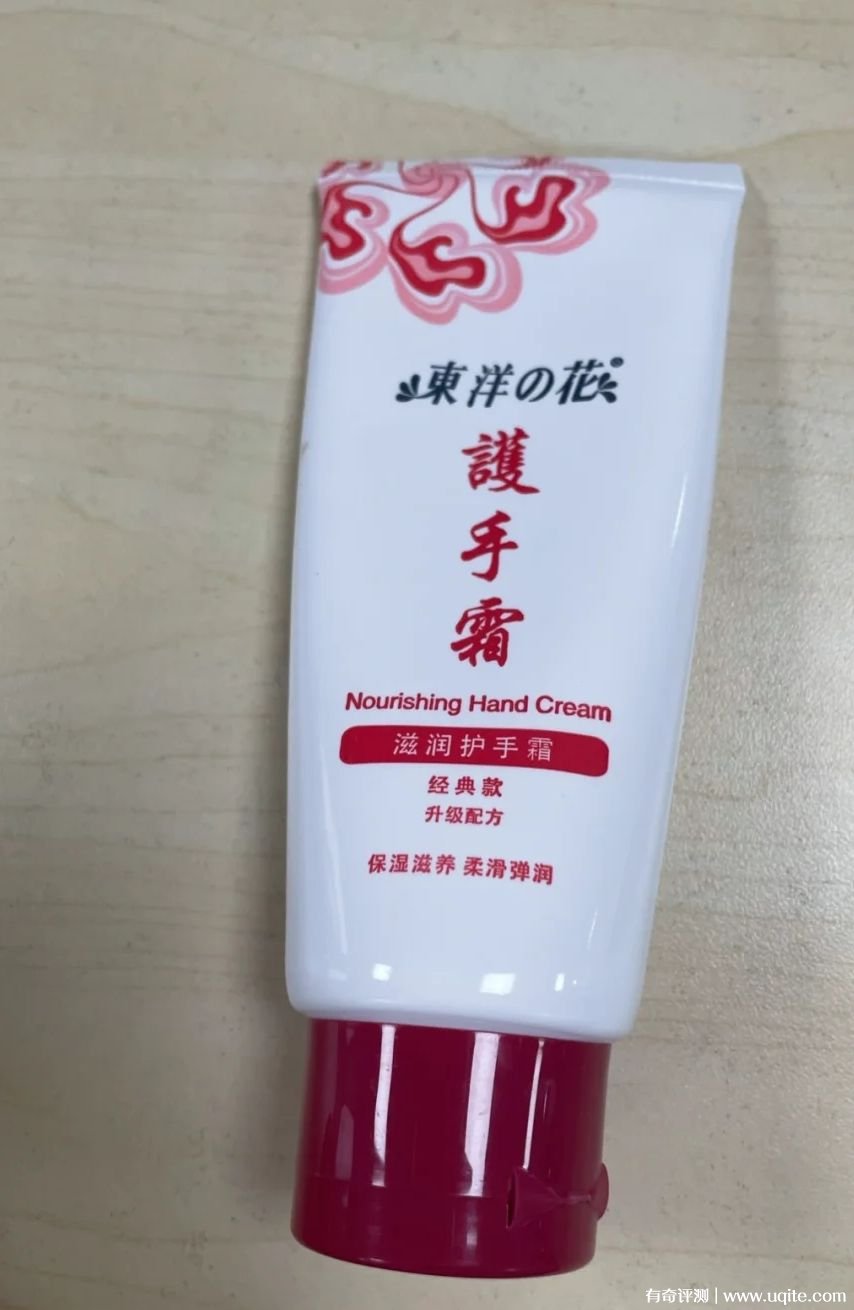 東洋の花
護
手
霜
Nourishing Hand Cream
滋润护手霜
经典款
升级配方
保湿滋养 柔滑弹润
有奇评测 | www.uqite.com